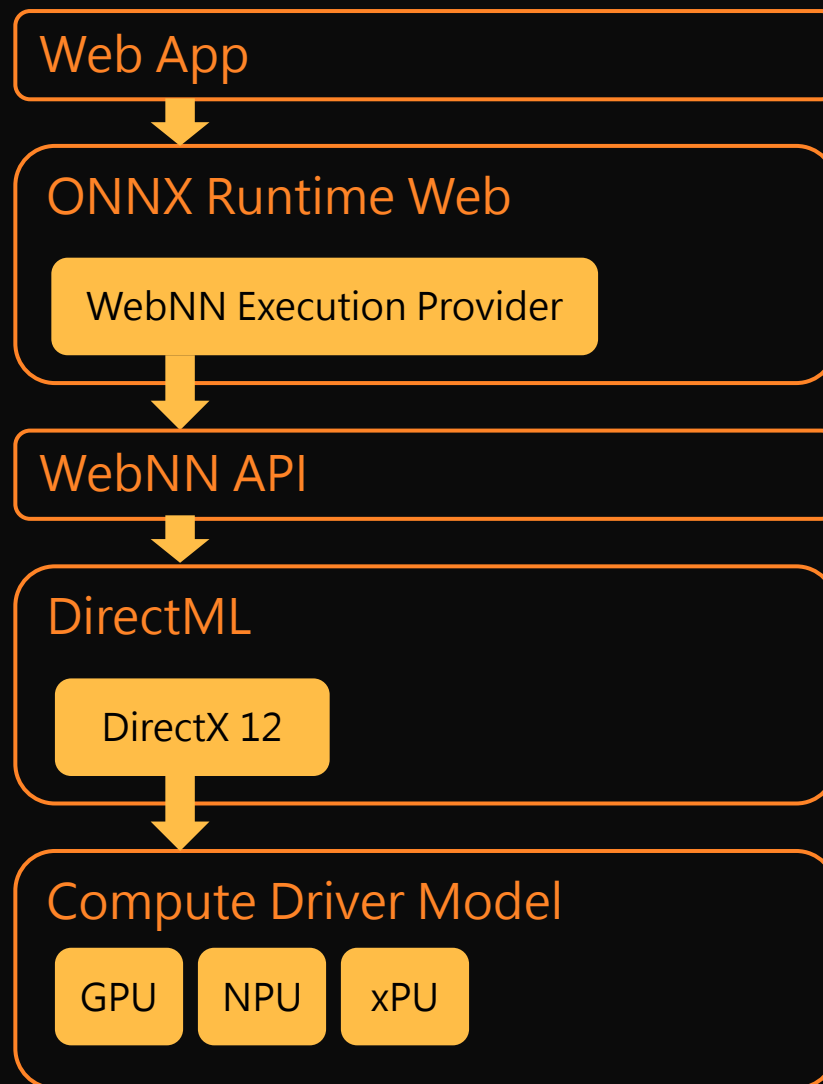 Web App
ONNX Runtime Web
WebNN Execution Provider
WebNN API
DirectML
DirectX 12
Compute Driver Model
GPU NPU xPU